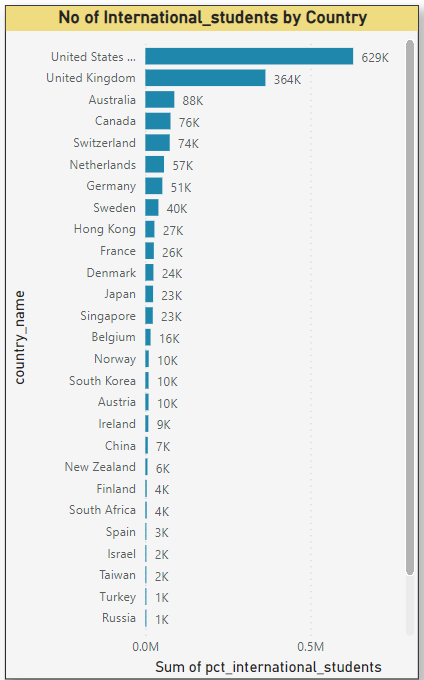 No of International_students by Country
United States ... 629K
United Kingdom 364K
Australia 88K
Canada 76K
Switzerland 74K
Netherlands 57K
Germany 51K
Sweden 40K
Hong Kong 27K
France 26K
Denmark 24K
Japan 23K
Singapore 23K
Belgium 16K
Norway 10K
South Korea 10K
Austria 10K
Ireland 9K
China 7K
New Zealand 6K
Finland 4K
South Africa 4K
Spain 3K
Israel 2K
Taiwan 2K
Turkey 1K
Russia 1K
country_name
0.0M 0.5M
Sum of pct_international_students